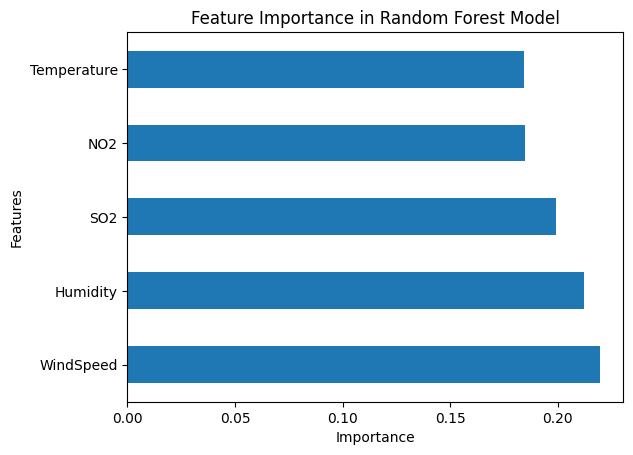 Feature Importance in Random Forest Model
Temperature
NO2
SO2
Humidity
WindSpeed
Features
0.00 0.05 0.10 0.15 0.20
Importance